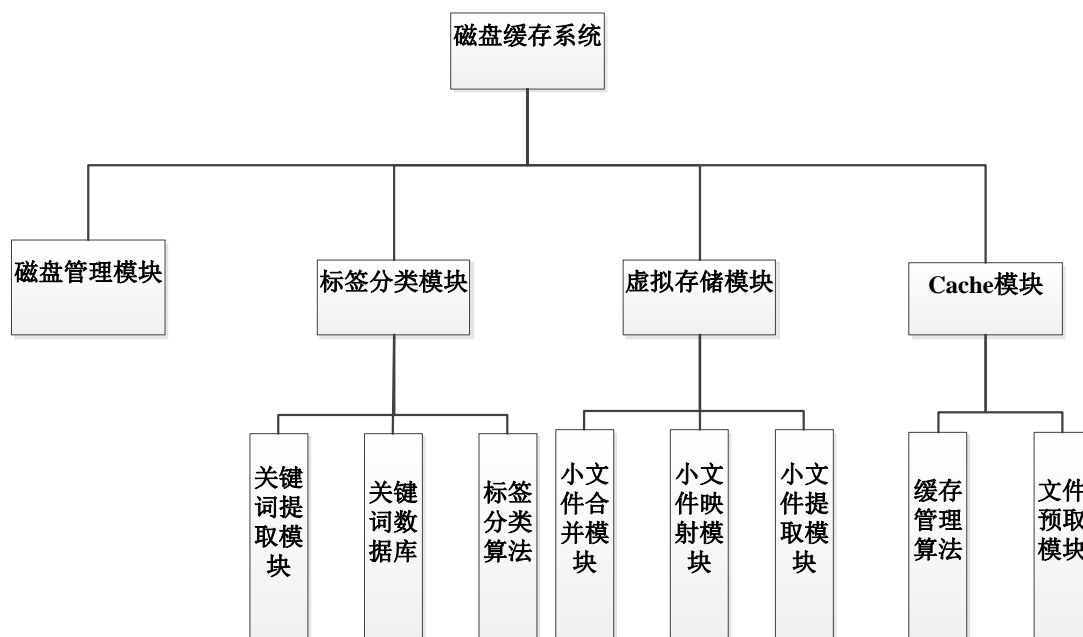 磁盘缓存系统
磁盘管理模块
标签分类模块
虚拟存储模块
Cache模块
关键
词提
取模
块
关键
词数
据库
标签
分类
算法
小文
件合
并模
块
小文
件映
射模
块
小文
件提
取模
块
缓存
管理
算法
文件
预取
模块